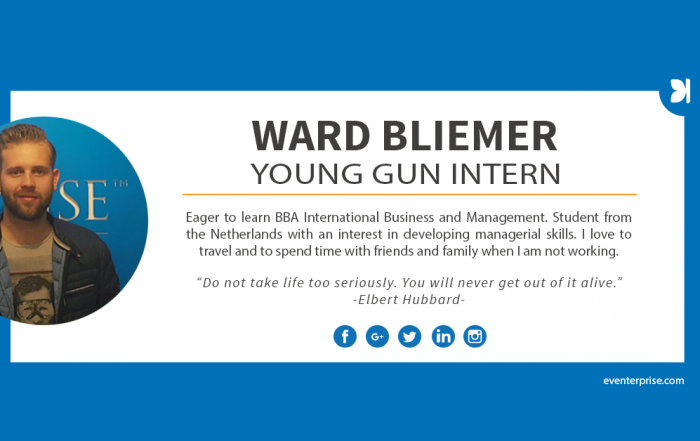 SE™
WARD BLIEMER
YOUNG GUN INTERN
Eager to learn BBA International Business and Management. Student from
the Netherlands with an interest in developing managerial skills. I love to
travel and to spend time with friends and family when I am not working.
“Do not take life too seriously. You will never get out of it alive.”
-Elbert Hubbard-
eventerprise.com